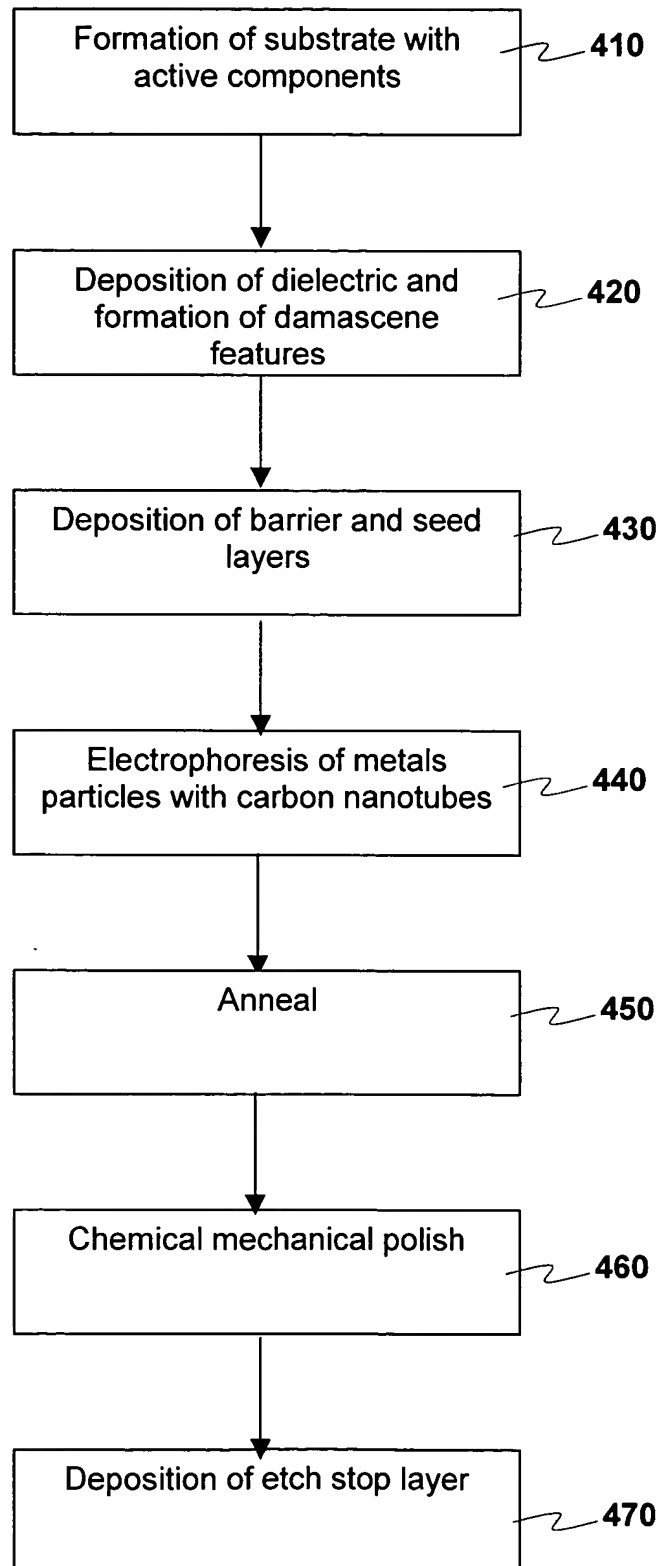 Formation of substrate with
active components
410
Deposition of dielectric and
formation of damascene
features
420
Deposition of barrier and seed
layers
430
Electrophoresis of metals
particles with carbon nanotubes
440
Anneal
450
Chemical mechanical polish
460
Deposition of etch stop layer
470